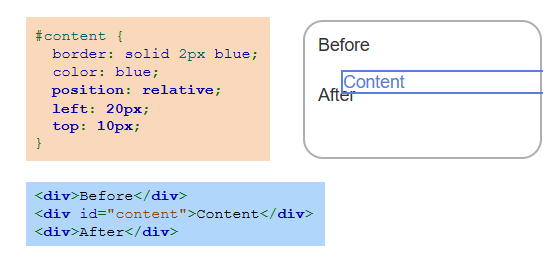 #content {
  border: solid 2px blue;
  color: blue;
  position: relative;
  left: 20px;
  top: 10px;
}
Before
Content
After
<div>Before</div>
<div id="content">Content</div>
<div>After</div>